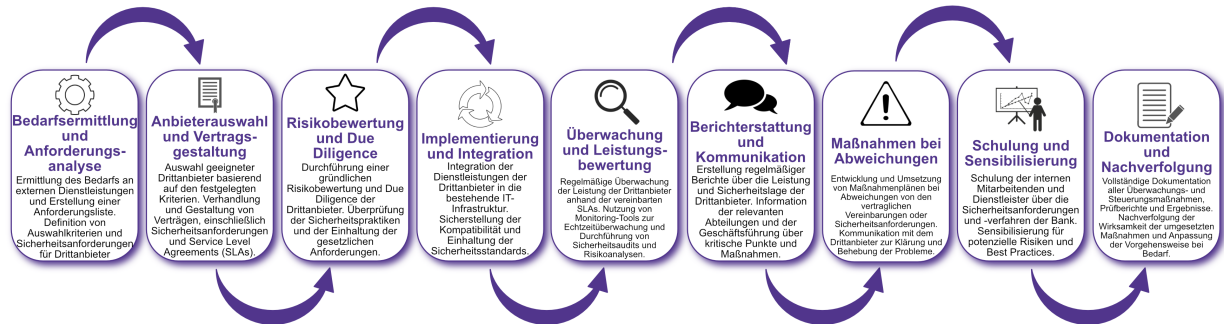 Bedarfsermittlung
und
Anforderungs-
analyse
Ermittlung des Bedarfs an
externen Dienstleistungen
und Erstellung einer
Anforderungsliste.
Definition von
Auswahlkriterien und
Sicherheitsanforderungen
für Drittanbieter
Anbieterauswahl
und Vertrags-
gestaltung
Auswahl geeigneter
Drittanbieter basierend
auf den festgelegten
Kriterien. Verhandlung
und Gestaltung von
Verträgen, einschließlich
Sicherheitsanforderungen
und Service Level
Agreements (SLAs).
Risikobewertung
und Due
Diligence
Durchführung einer
gründlichen
Risikobewertung und Due
Diligence der
Drittanbieter. Überprüfung
der Sicherheitspraktiken
und der Einhaltung der
gesetzlichen
Anforderungen.
Implementierung
und Integration
Integration der
Dienstleistungen der
Drittanbieter in die
bestehende IT-
Infrastruktur.
Sicherstellung der
Kompatibilität und
Einhaltung der
Sicherheitsstandards.
Überwachung
und Leistungs-
bewertung
Regelmäßige Überwachung
der Leistung der Drittanbieter
anhand der vereinbarten
SLAs. Nutzung von
Monitoring-Tools zur
Echtzeitüberwachung und
Durchführung von
Sicherheitsaudits und
Risikoanalysen.
Berichterstattung
und
Kommunikation
Erstellung regelmäßiger
Berichte über die Leistung
und Sicherheitslage der
Drittanbieter. Information
der relevanten
Abteilungen und der
Geschäftsführung über
kritische Punkte und
Maßnahmen.
Maßnahmen bei
Abweichungen
Entwicklung und Umsetzung
von Maßnahmenplänen bei
Abweichungen von den
vertraglichen
Vereinbarungen oder
Sicherheitsanforderungen.
Kommunikation mit dem
Drittanbieter zur Klärung und
Behebung der Probleme.
Schulung und
Sensibilisierung
Schulung der internen
Mitarbeitenden und
Dienstleister über die
Sicherheitsanforderungen
und -verfahren der Bank.
Sensibilisierung für
potenzielle Risiken und
Best Practices.
Dokumentation
und
Nachverfolgung
Vollständige Dokumentation
aller Überwachungs- und
Steuerungsmaßnahmen,
Prüfberichte und Ergebnisse.
Nachverfolgung der
Wirksamkeit der umgesetzten
Maßnahmen und Anpassung
der Vorgehensweise bei
Bedarf.